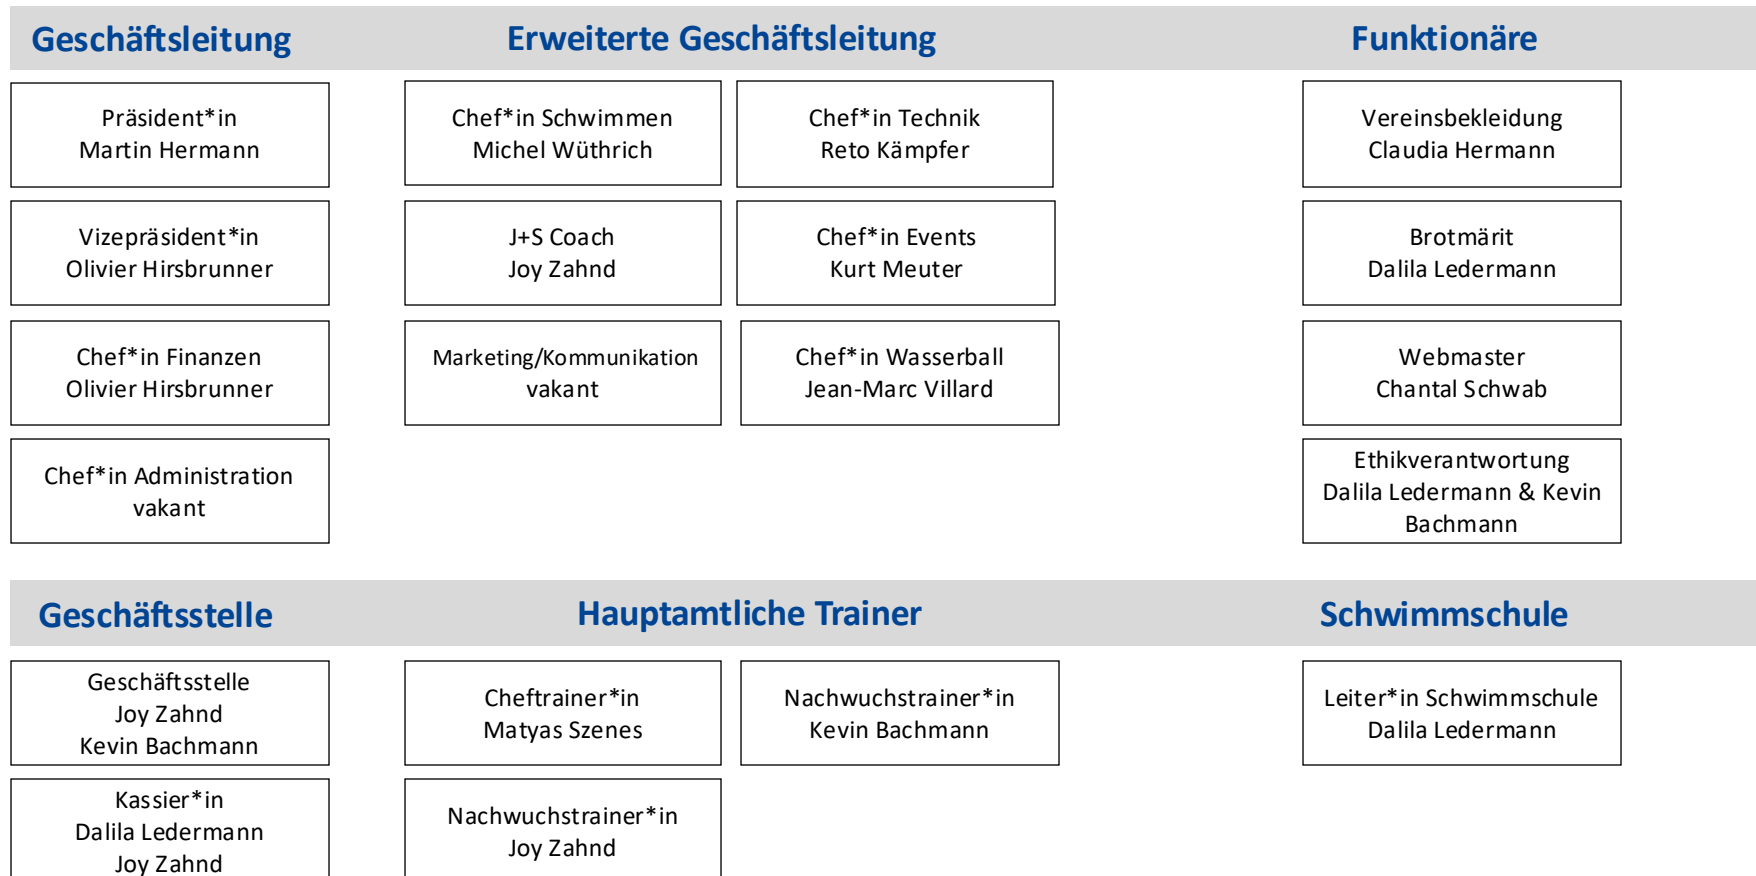 Geschäftsleitung
Erweiterte Geschäftsleitung
Funktionäre
Präsident*in
Martin Hermann
Chef*in Schwimmen
Michel Wüthrich
Chef*in Technik
Reto Kämpfer
Vereinsbekleidung
Claudia Hermann
Vizepräsident*in
Olivier Hirsbrunner
J+S Coach
Joy Zahnd
Chef*in Events
Kurt Meuter
Brotmärit
Dalila Ledermann
Chef*in Finanzen
Olivier Hirsbrunner
Marketing/Kommunikation
vakant
Chef*in Wasserball
Jean-Marc Villard
Webmaster
Chantal Schwab
Chef*in Administration
vakant
Ethikverantwortung
Dalila Ledermann & Kevin
Bachmann
Geschäftsstelle
Hauptamtliche Trainer
Schwimmschule
Geschäftsstelle
Joy Zahnd
Kevin Bachmann
Cheftrainer*in
Matyas Szenes
Nachwuchstrainer*in
Kevin Bachmann
Leiter*in Schwimmschule
Dalila Ledermann
Kassier*in
Dalila Ledermann
Joy Zahnd
Nachwuchstrainer*in
Joy Zahnd